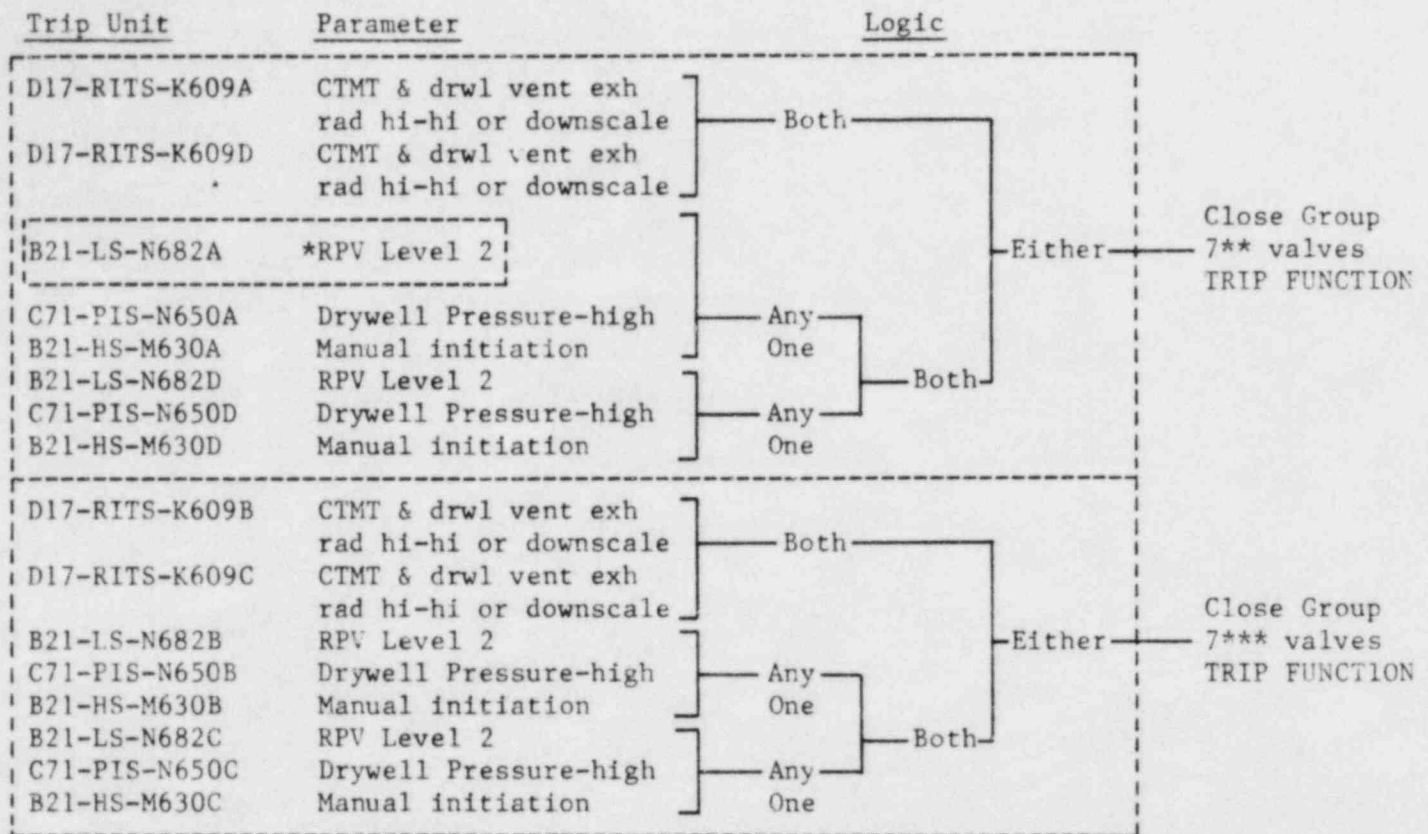 Trip Unit Parameter Logic
D17-RITS-K609A CTMT & drwl vent exh
rad hi-hi or downscale Both
D17-RITS-K609D CTMT & drwl vent exh
rad hi-hi or downscale
B21-LS-N682A *RPV Level 2 Either Close Group
7** valves
TRIP FUNCTION
C71-PIS-N650A Drywell Pressure-high Any
B21-HS-M630A Manual initiation One
B21-LS-N682D RPV Level 2 Both
C71-PIS-N650D Drywell Pressure-high Any
B21-HS-M630D Manual initiation One
D17-RITS-K609B CTMT & drwl vent exh
rad hi-hi or downscale Both
D17-RITS-K609C CTMT & drwl vent exh
rad hi-hi or downscale Close Group
B21-LS-N682B RPV Level 2 Either 7*** valves
C71-PIS-N650B Drywell Pressure-high Any TRIP FUNCTION
B21-HS-M630B Manual initiation One
B21-LS-N682C RPV Level 2 Both
C71-PIS-N650C Drywell Pressure-high Any
B21-HS-M630C Manual initiation One